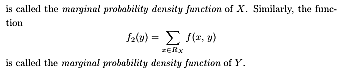 is called the marginal probability density function of X. Similarly, the func-
tion
f₂(y) = ∑ f(x, y)
x∈Rₓ
is called the marginal probability density function of Y.